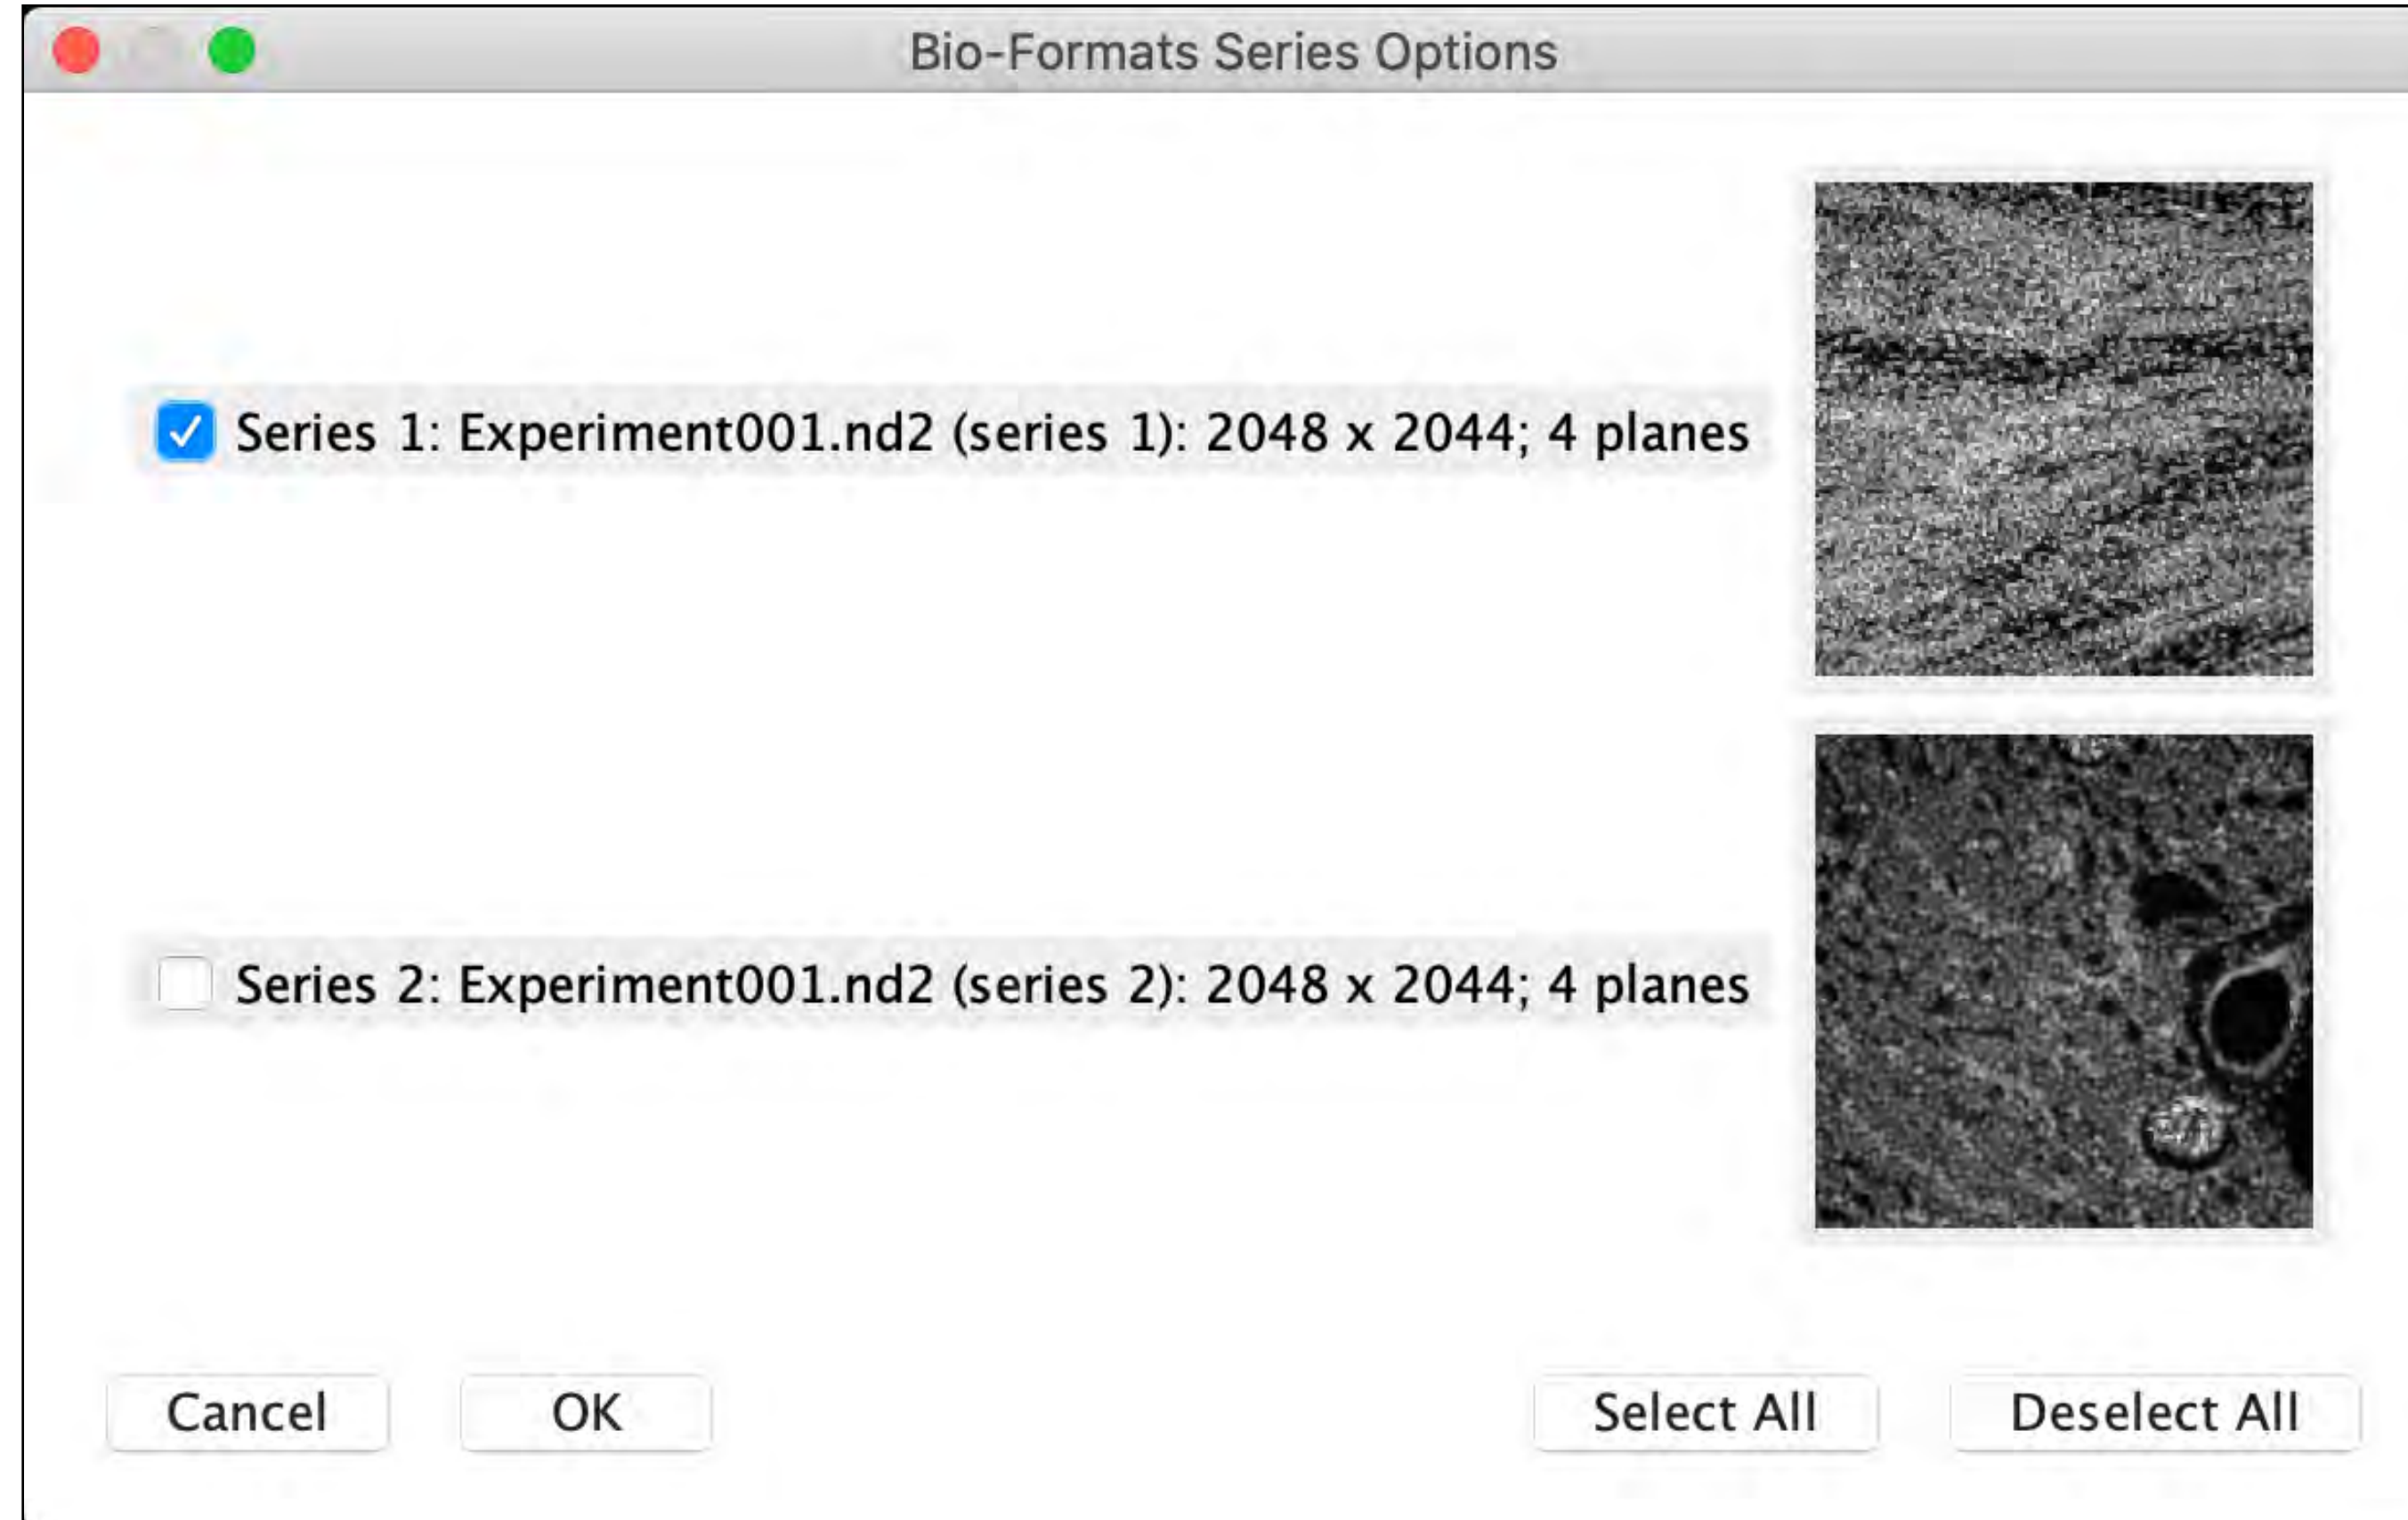 Bio-Formats Series Options
Series 1: Experiment001.nd2 (series 1): 2048 x 2044; 4 planes
Series 2: Experiment001.nd2 (series 2): 2048 x 2044; 4 planes
Cancel OK Select All Deselect All